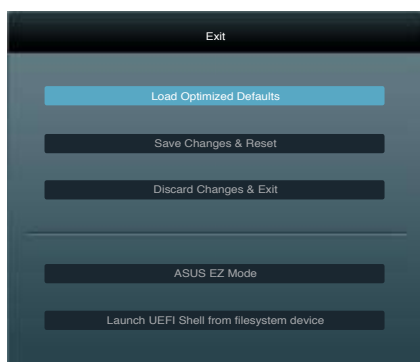 Exit
Load Optimized Defaults
Save Changes & Reset
Discard Changes & Exit
ASUS EZ Mode
Launch UEFI Shell from filesystem device